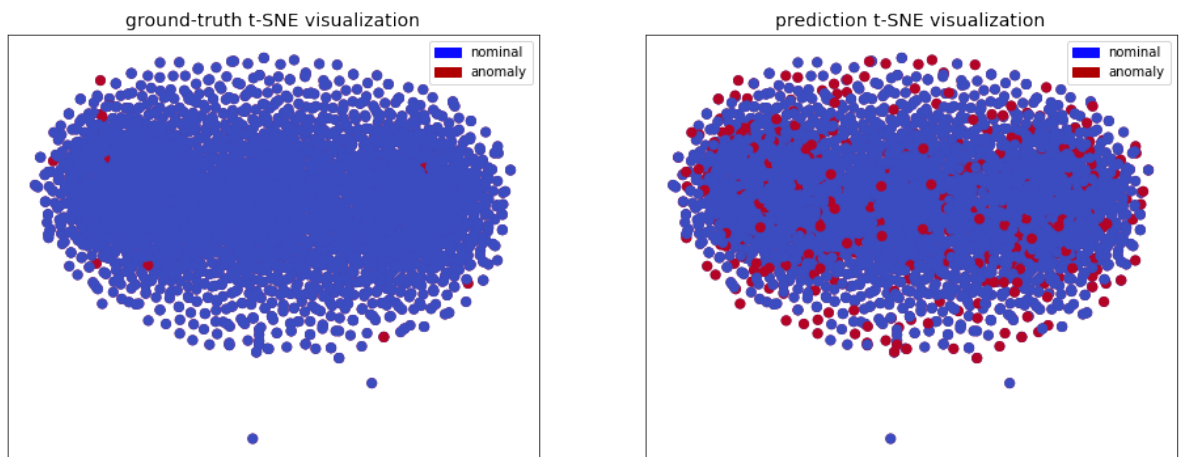 ground-truth t-SNE visualization
nominal
anomaly
prediction t-SNE visualization
nominal
anomaly